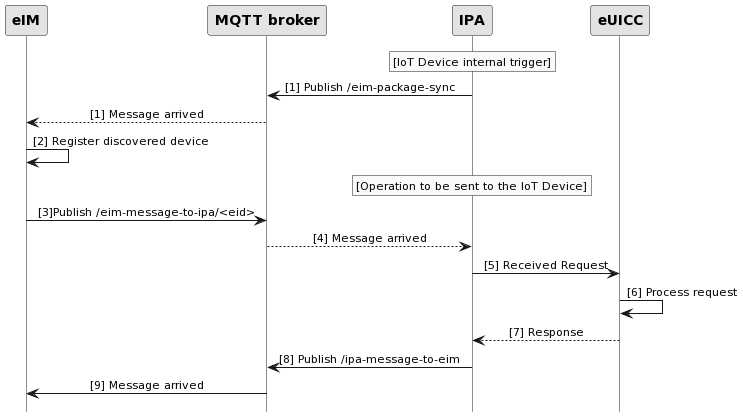 eIM
MQTT broker
IPA
eUICC
[IoT Device internal trigger]
[1] Publish /eim-package-sync
[1] Message arrived
[2] Register discovered device
[Operation to be sent to the IoT Device]
[3]Publish /eim-message-to-ipa/<eid>
[4] Message arrived
[5] Received Request
[6] Process request
[7] Response
[8] Publish /ipa-message-to-eim
[9] Message arrived